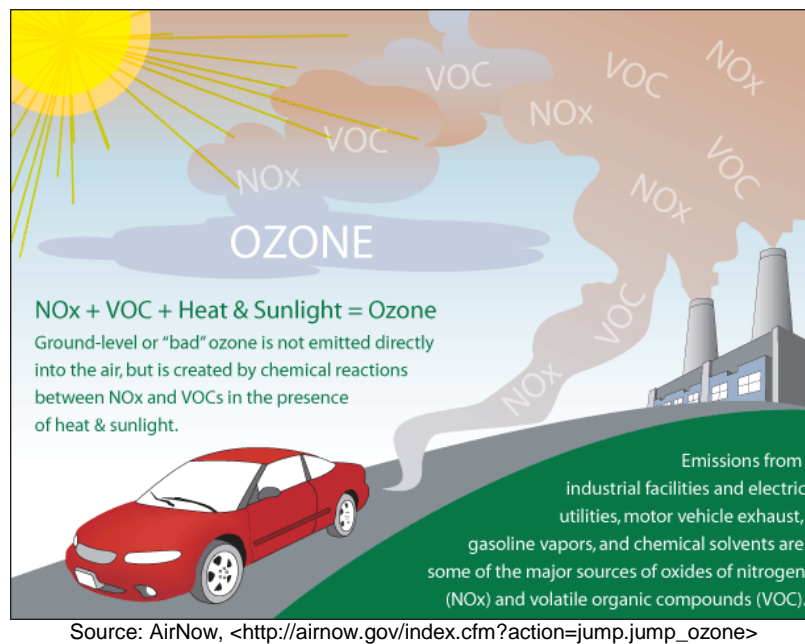 VOC
VOC
NOx
NOx
VOC
NOx
VOC
NOx
OZONE
VOC
NOx
NOx + VOC + Heat & Sunlight = Ozone
Ground-level or “bad” ozone is not emitted directly
into the air, but is created by chemical reactions
between NOx and VOCs in the presence
of heat & sunlight.
Emissions from
industrial facilities and electric
utilities, motor vehicle exhaust,
gasoline vapors, and chemical solvents are
some of the major sources of oxides of nitrogen
(NOx) and volatile organic compounds (VOC).
Source: AirNow, <http://airnow.gov/index.cfm?action=jump.jump_ozone>